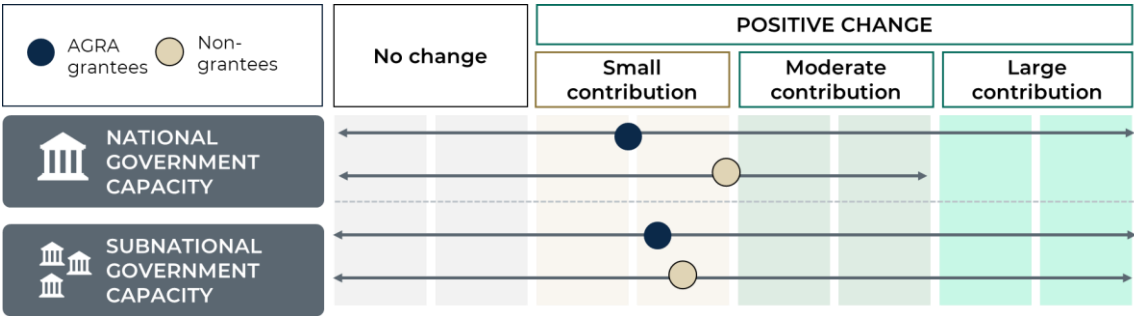 AGRA
grantees
Non-
grantees
No change
POSITIVE CHANGE
Small
contribution
Moderate
contribution
Large
contribution
NATIONAL
GOVERNMENT
CAPACITY
SUBNATIONAL
GOVERNMENT
CAPACITY